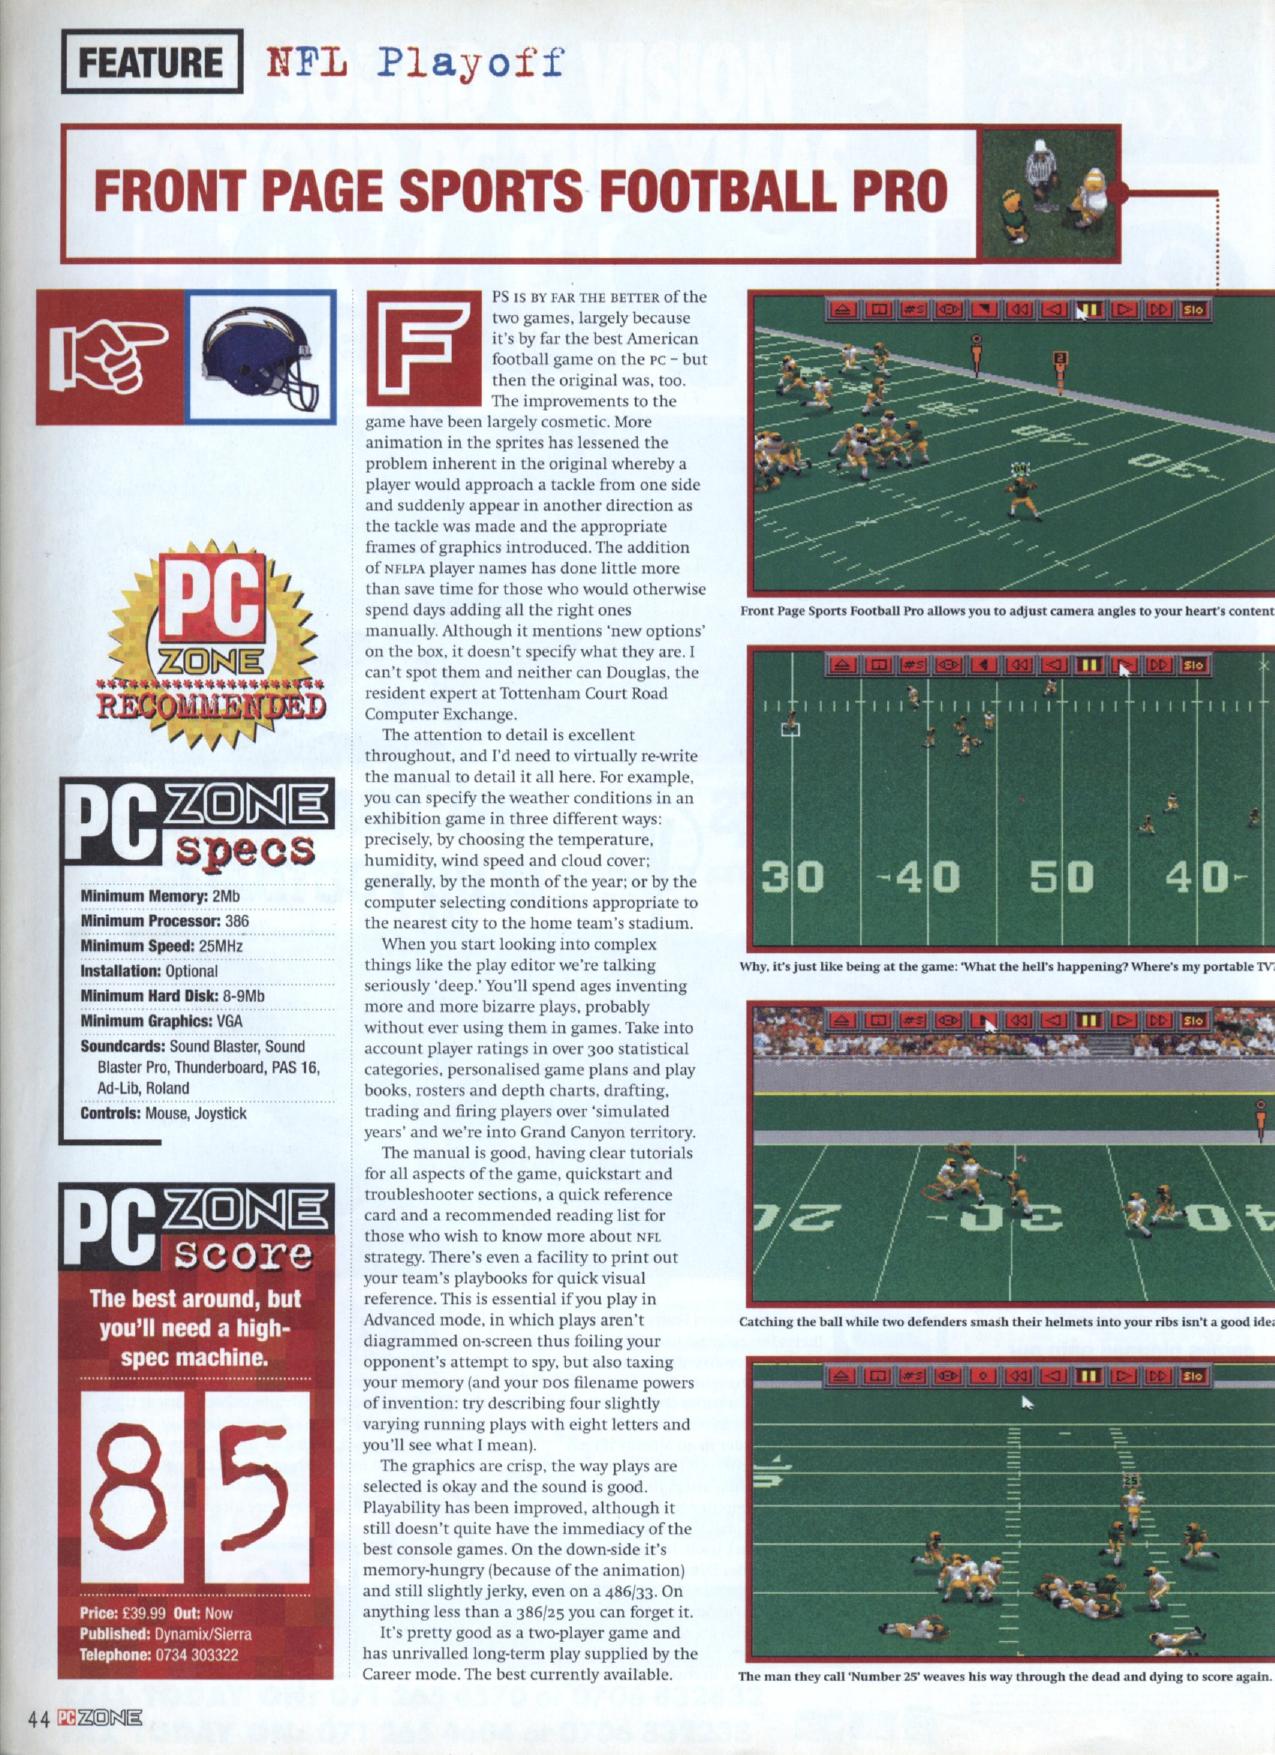 FEATURE NFL Playoff
FRONT PAGE SPORTS FOOTBALL PRO
PC
ZONE
RECOMMENDED
PC ZONE
specs
Minimum Memory: 2Mb
Minimum Processor: 386
Minimum Speed: 25MHz
Installation: Optional
Minimum Hard Disk: 8-9Mb
Minimum Graphics: VGA
Soundcards: Sound Blaster, Sound
Blaster Pro, Thunderboard, PAS 16,
Ad-Lib, Roland
Controls: Mouse, Joystick
PC ZONE
score
The best around, but
you'll need a high-
spec machine.
85
Price: £39.99 Out: Now
Published: Dynamix/Sierra
Telephone: 0734 303322
FPS IS BY FAR THE BETTER of the
two games, largely because
it's by far the best American
football game on the PC – but
then the original was, too.
The improvements to the
game have been largely cosmetic. More
animation in the sprites has lessened the
problem inherent in the original whereby a
player would approach a tackle from one side
and suddenly appear in another direction as
the tackle was made and the appropriate
frames of graphics introduced. The addition
of NFLPA player names has done little more
than save time for those who would otherwise
spend days adding all the right ones
manually. Although it mentions 'new options'
on the box, it doesn't specify what they are. I
can't spot them and neither can Douglas, the
resident expert at Tottenham Court Road
Computer Exchange.
The attention to detail is excellent
throughout, and I'd need to virtually re-write
the manual to detail it all here. For example,
you can specify the weather conditions in an
exhibition game in three different ways:
precisely, by choosing the temperature,
humidity, wind speed and cloud cover;
generally, by the month of the year; or by the
computer selecting conditions appropriate to
the nearest city to the home team's stadium.
When you start looking into complex
things like the play editor we're talking
seriously 'deep.' You'll spend ages inventing
more and more bizarre plays, probably
without ever using them in games. Take into
account player ratings in over 300 statistical
categories, personalised game plans and play
books, rosters and depth charts, drafting,
trading and firing players over 'simulated
years' and we're into Grand Canyon territory.
The manual is good, having clear tutorials
for all aspects of the game, quickstart and
troubleshooter sections, a quick reference
card and a recommended reading list for
those who wish to know more about NFL
strategy. There's even a facility to print out
your team's playbooks for quick visual
reference. This is essential if you play in
Advanced mode, in which plays aren't
diagrammed on-screen thus foiling your
opponent's attempt to spy, but also taxing
your memory (and your DOS filename powers
of invention: try describing four slightly
varying running plays with eight letters and
you'll see what I mean).
The graphics are crisp, the way plays are
selected is okay and the sound is good.
Playability has been improved, although it
still doesn't quite have the immediacy of the
best console games. On the down-side it's
memory-hungry (because of the animation)
and still slightly jerky, even on a 486/33. On
anything less than a 386/25 you can forget it.
It's pretty good as a two-player game and
has unrivalled long-term play supplied by the
Career mode. The best currently available.
#S Slo
2
40
30
Front Page Sports Football Pro allows you to adjust camera angles to your heart's content
#S Slo
30 40 50 40
Why, it's just like being at the game: 'What the hell's happening? Where's my portable TV?
#S Slo
20 30 40
Catching the ball while two defenders smash their helmets into your ribs isn't a good idea
#S Slo
25
The man they call 'Number 25' weaves his way through the dead and dying to score again.
44 PC ZONE